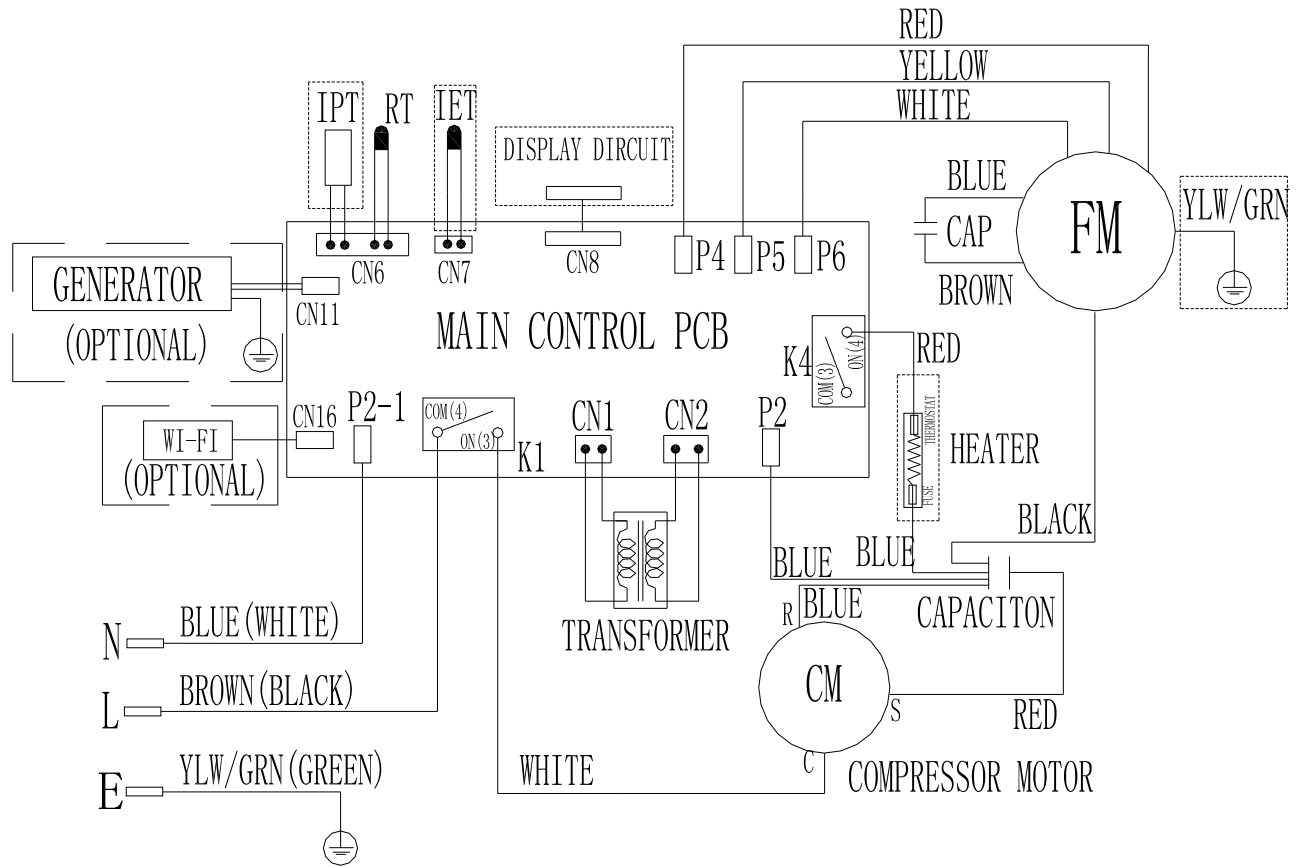 RED
YELLOW
WHITE
IPT
RT
IET
DISPLAY DIRCUIT
BLUE
CAP
BROWN
FM
YLW/GRN
CN6
CN7
CN8
P4
P5
P6
GENERATOR
(OPTIONAL)
CN11
MAIN CONTROL PCB
K4
COM(3)
ON(4)
RED
THERMOSTAT
FUSE
HEATER
WI-FI
(OPTIONAL)
CN16
P2-1
COM(4)
ON(3)
K1
CN1
CN2
P2
BLACK
BLUE
BLUE
BLUE
R
CAPACITON
TRANSFORMER
N
BLUE(WHITE)
L
BROWN(BLACK)
CM
S
RED
C
E
YLW/GRN(GREEN)
WHITE
COMPRESSOR MOTOR